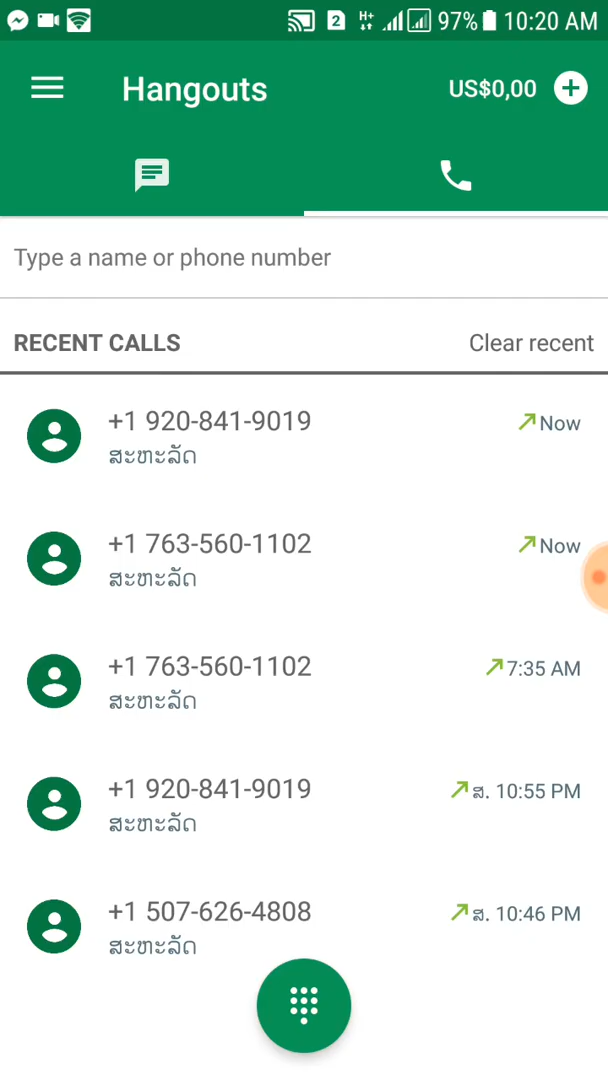 2 H+ 97% 10:20 AM
Hangouts US$0,00
Type a name or phone number
RECENT CALLS Clear recent
+1 920-841-9019 Now
ສະຫະລັດ
+1 763-560-1102 Now
ສະຫະລັດ
+1 763-560-1102 7:35 AM
ສະຫະລັດ
+1 920-841-9019 ສ. 10:55 PM
ສະຫະລັດ
+1 507-626-4808 ສ. 10:46 PM
ສະຫະລັດ